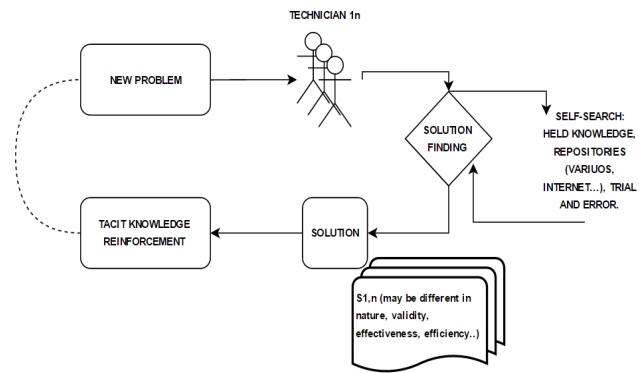 TECHNICIAN 1n
NEW PROBLEM
SOLUTION
FINDING
SELF-SEARCH:
HELD KNOWLEDGE,
REPOSITORIES
(VARIUOS,
INTERNET...), TRIAL
AND ERROR.
TACIT KNOWLEDGE
REINFORCEMENT
SOLUTION
S1,n (may be different in
nature, validity,
effectiveness, efficiency..)